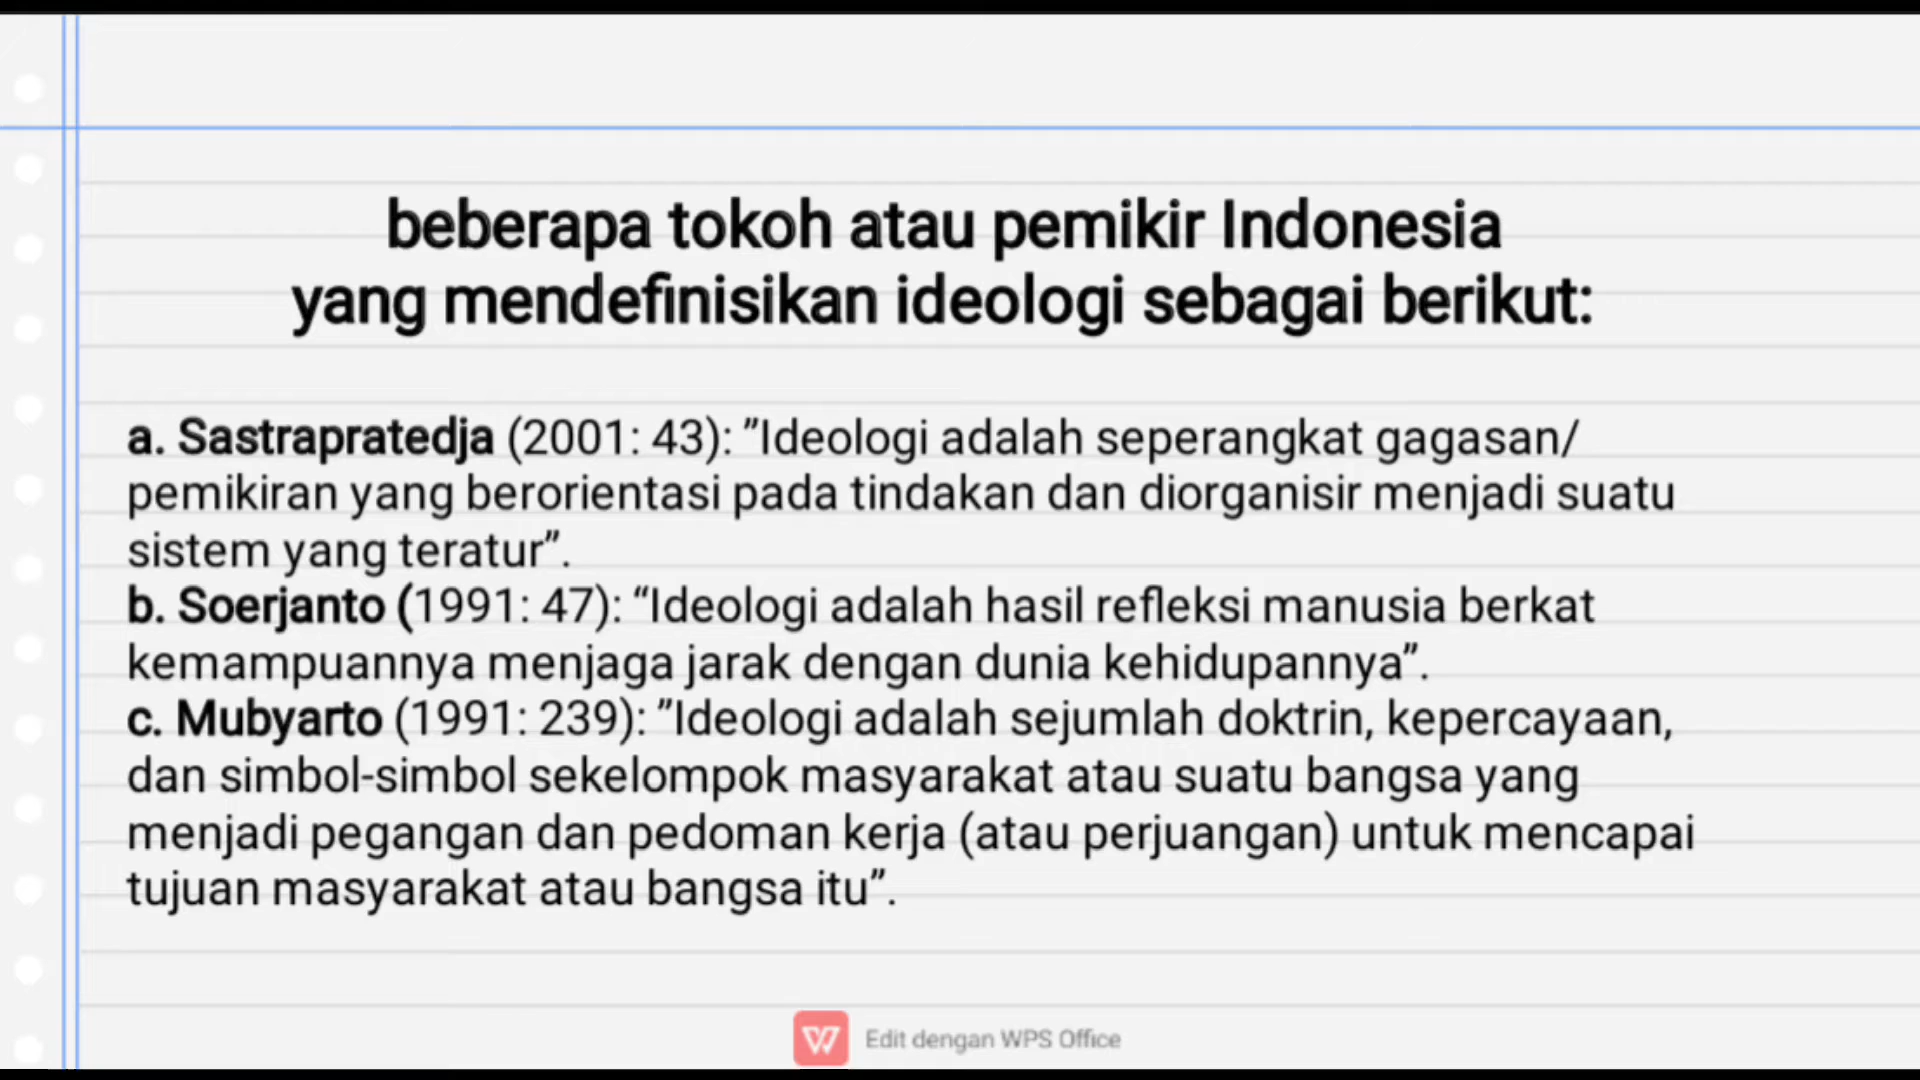 beberapa tokoh atau pemikir Indonesia
yang mendefinisikan ideologi sebagai berikut:
a. Sastrapratedja (2001: 43): ”Ideologi adalah seperangkat gagasan/
pemikiran yang berorientasi pada tindakan dan diorganisir menjadi suatu
sistem yang teratur”.
b. Soerjanto (1991: 47): “Ideologi adalah hasil refleksi manusia berkat
kemampuannya menjaga jarak dengan dunia kehidupannya”.
c. Mubyarto (1991: 239): ”Ideologi adalah sejumlah doktrin, kepercayaan,
dan simbol-simbol sekelompok masyarakat atau suatu bangsa yang
menjadi pegangan dan pedoman kerja (atau perjuangan) untuk mencapai
tujuan masyarakat atau bangsa itu”.
Edit dengan WPS Office